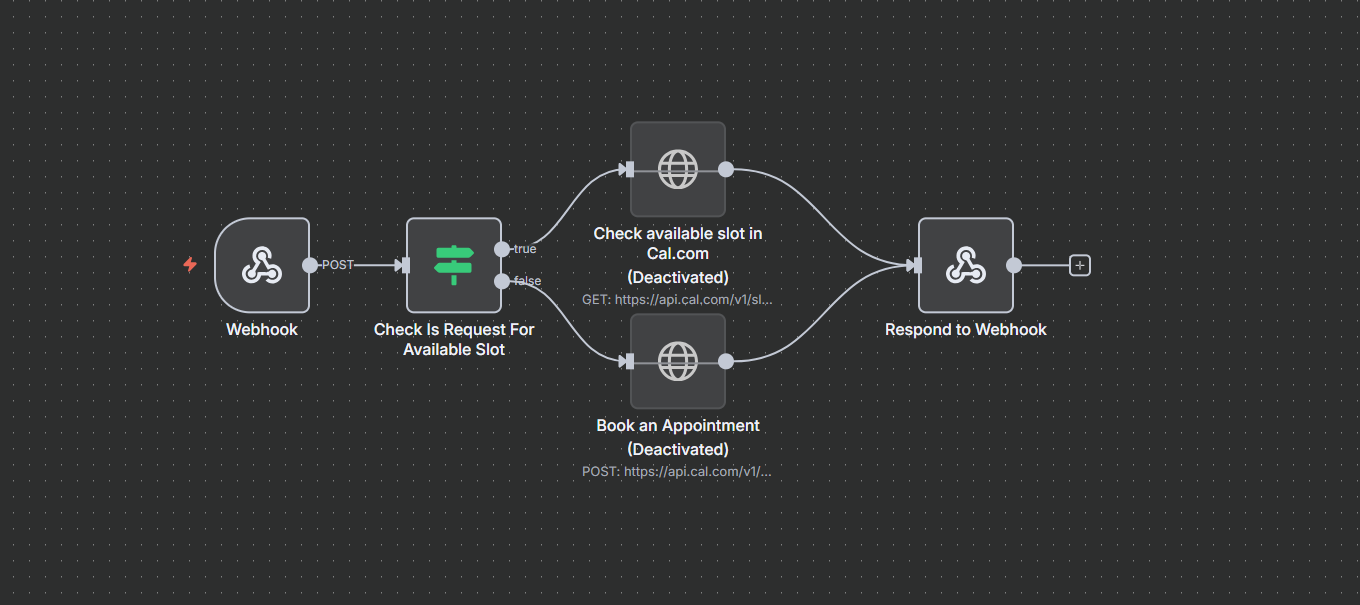 POST
Webhook
Check Is Request For
Available Slot
true
false
Check available slot in
Cal.com
(Deactivated)
GET: https://api.cal.com/v1/sl...
Book an Appointment
(Deactivated)
POST: https://api.cal.com/v1/...
Respond to Webhook